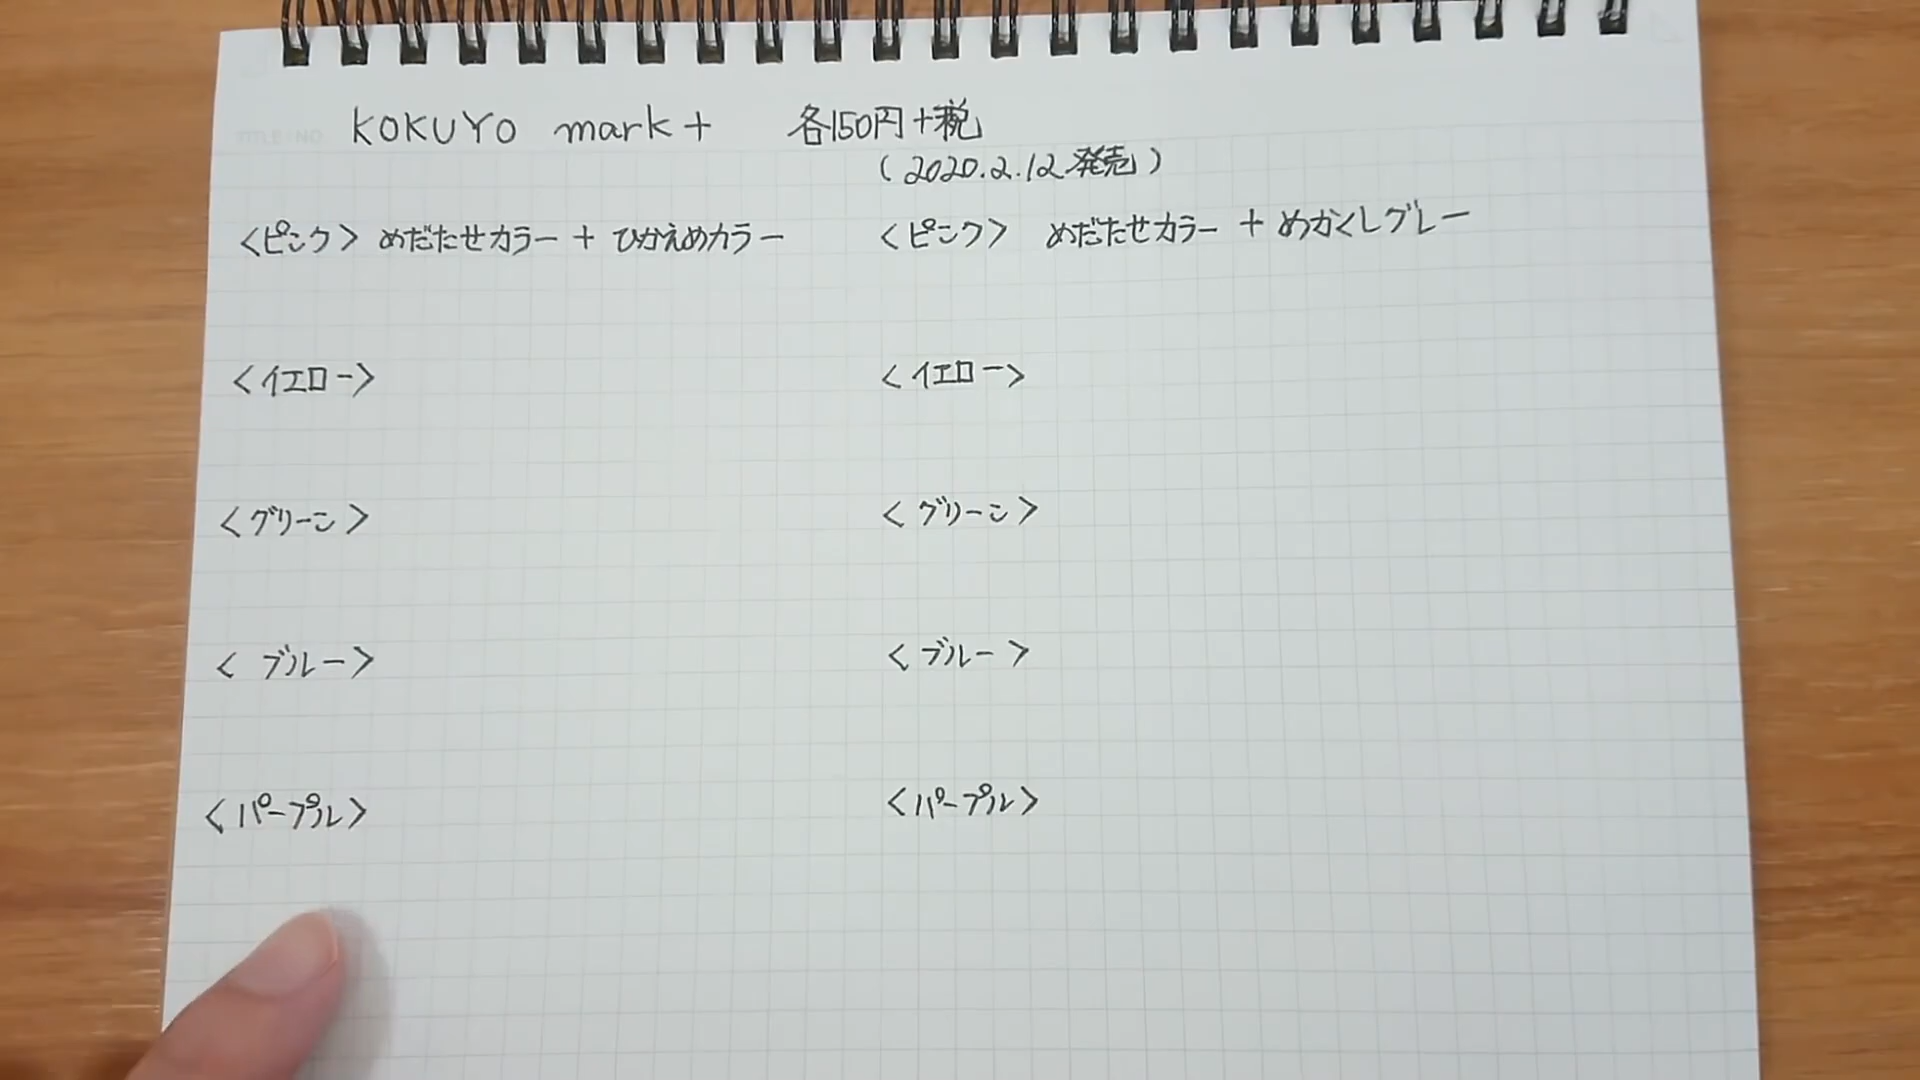 KOKUYO mark+ 各150円+税
(2020.2.12発売)
<ピンク> めだたせカラー + ひかえめカラー
<ピンク> めだたせカラー + めかくしグレー
<イエロー>
<イエロー>
<グリーン>
<グリーン>
<ブルー>
<ブルー>
<パープル>
<パープル>